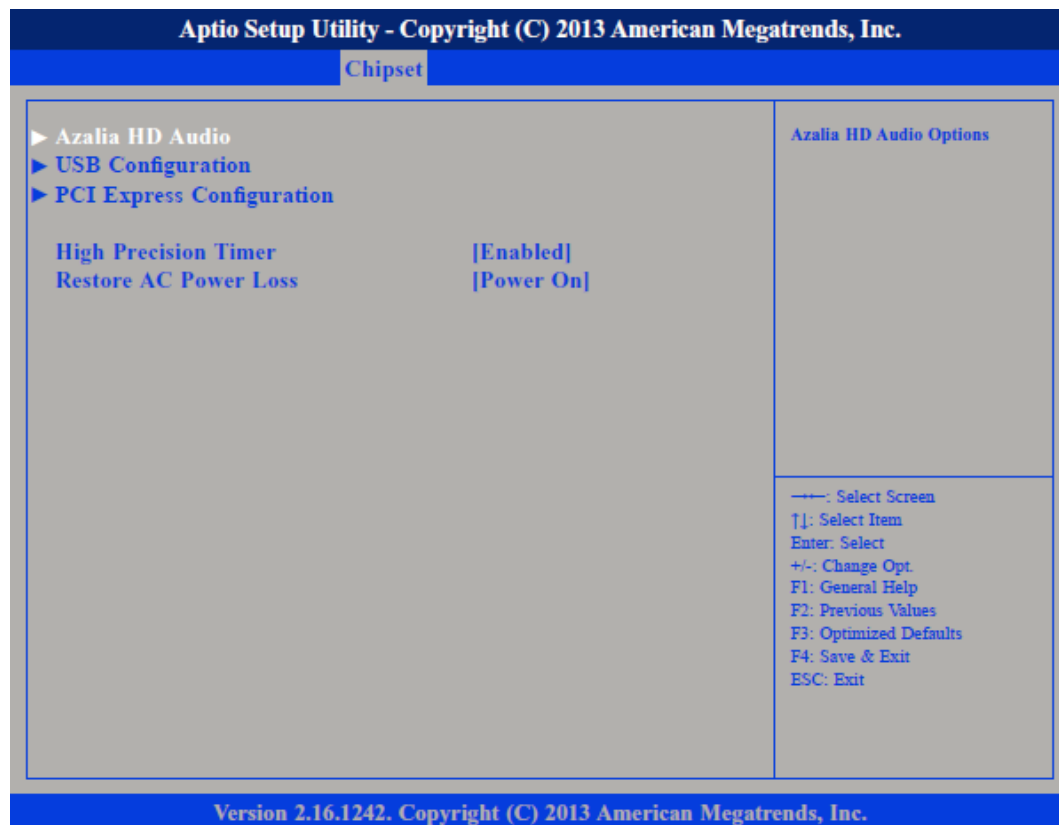 Aptio Setup Utility - Copyright (C) 2013 American Megatrends, Inc.
Chipset
► Azalia HD Audio
► USB Configuration
► PCI Express Configuration
High Precision Timer [Enabled]
Restore AC Power Loss [Power On]
Azalia HD Audio Options
→←: Select Screen
↑↓: Select Item
Enter: Select
+/-: Change Opt.
F1: General Help
F2: Previous Values
F3: Optimized Defaults
F4: Save & Exit
ESC: Exit
Version 2.16.1242. Copyright (C) 2013 American Megatrends, Inc.